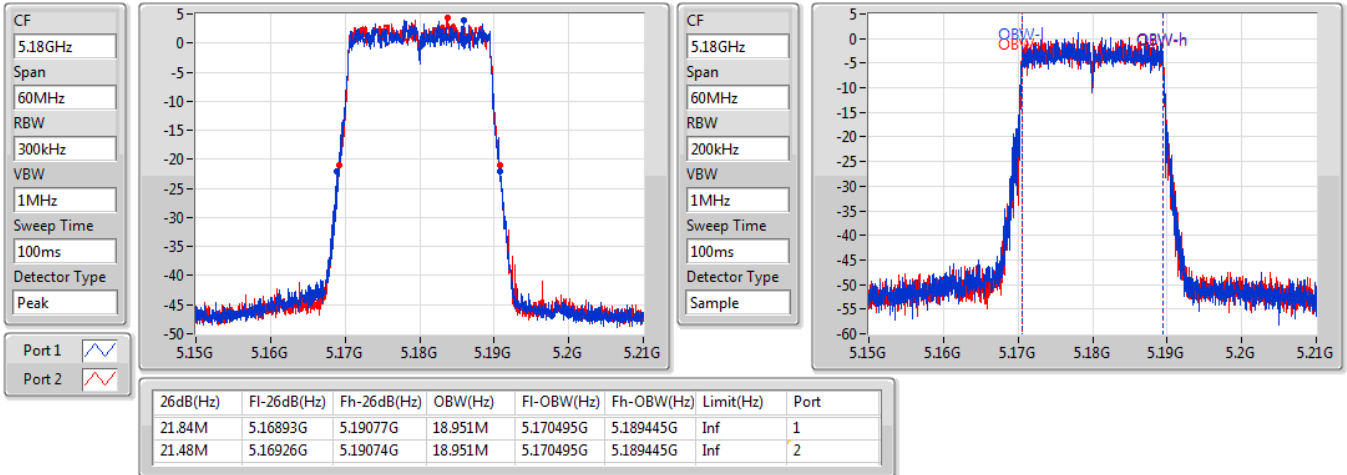 CF
5.18GHz
Span
60MHz
RBW
300kHz
VBW
1MHz
Sweep Time
100ms
Detector Type
Peak
Port 1
Port 2
5-
0-
-5-
-10-
-15-
-20-
-25-
-30-
-35-
-40-
-45-
-50-
5.15G 5.16G 5.17G 5.18G 5.19G 5.2G 5.21G
CF
5.18GHz
Span
60MHz
RBW
200kHz
VBW
1MHz
Sweep Time
100ms
Detector Type
Sample
5-
0-
-5-
-10-
-15-
-20-
-25-
-30-
-35-
-40-
-45-
-50-
-55-
-60-
OBW-l
OBW-h
5.15G 5.16G 5.17G 5.18G 5.19G 5.2G 5.21G
26dB(Hz) Fl-26dB(Hz) Fh-26dB(Hz) OBW(Hz) Fl-OBW(Hz) Fh-OBW(Hz) Limit(Hz) Port
21.84M 5.16893G 5.19077G 18.951M 5.170495G 5.189445G Inf 1
21.48M 5.16926G 5.19074G 18.951M 5.170495G 5.189445G Inf 2